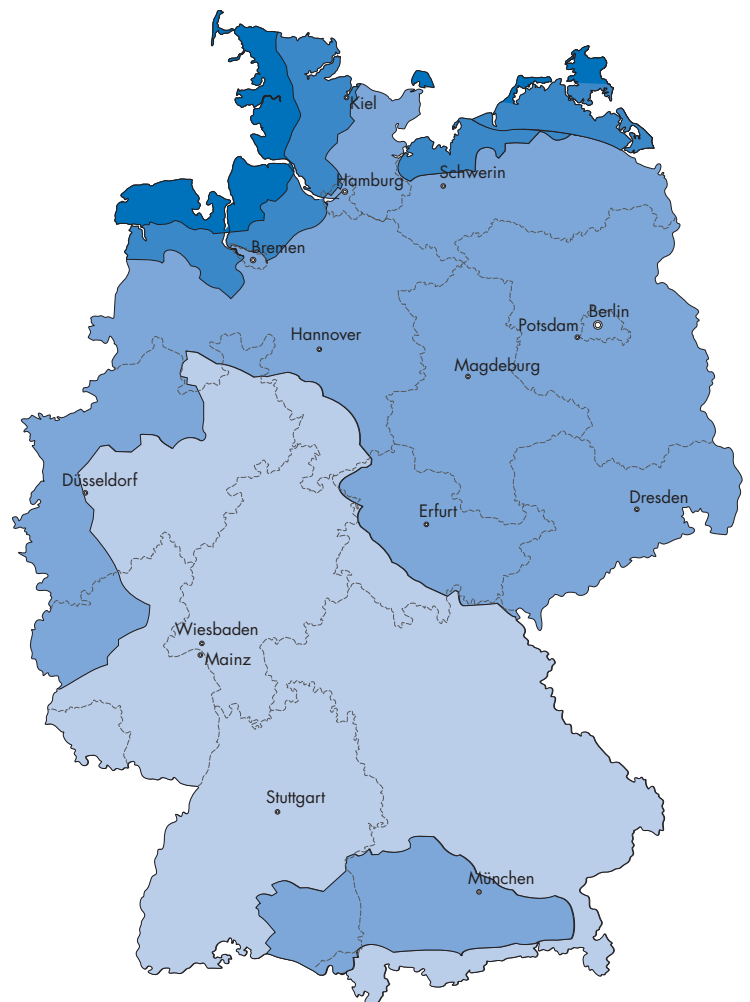 Kiel
Schwerin
Hamburg
Bremen
Berlin
Potsdam
Hannover
Magdeburg
Düsseldorf
Dresden
Erfurt
Wiesbaden
Mainz
Stuttgart
München